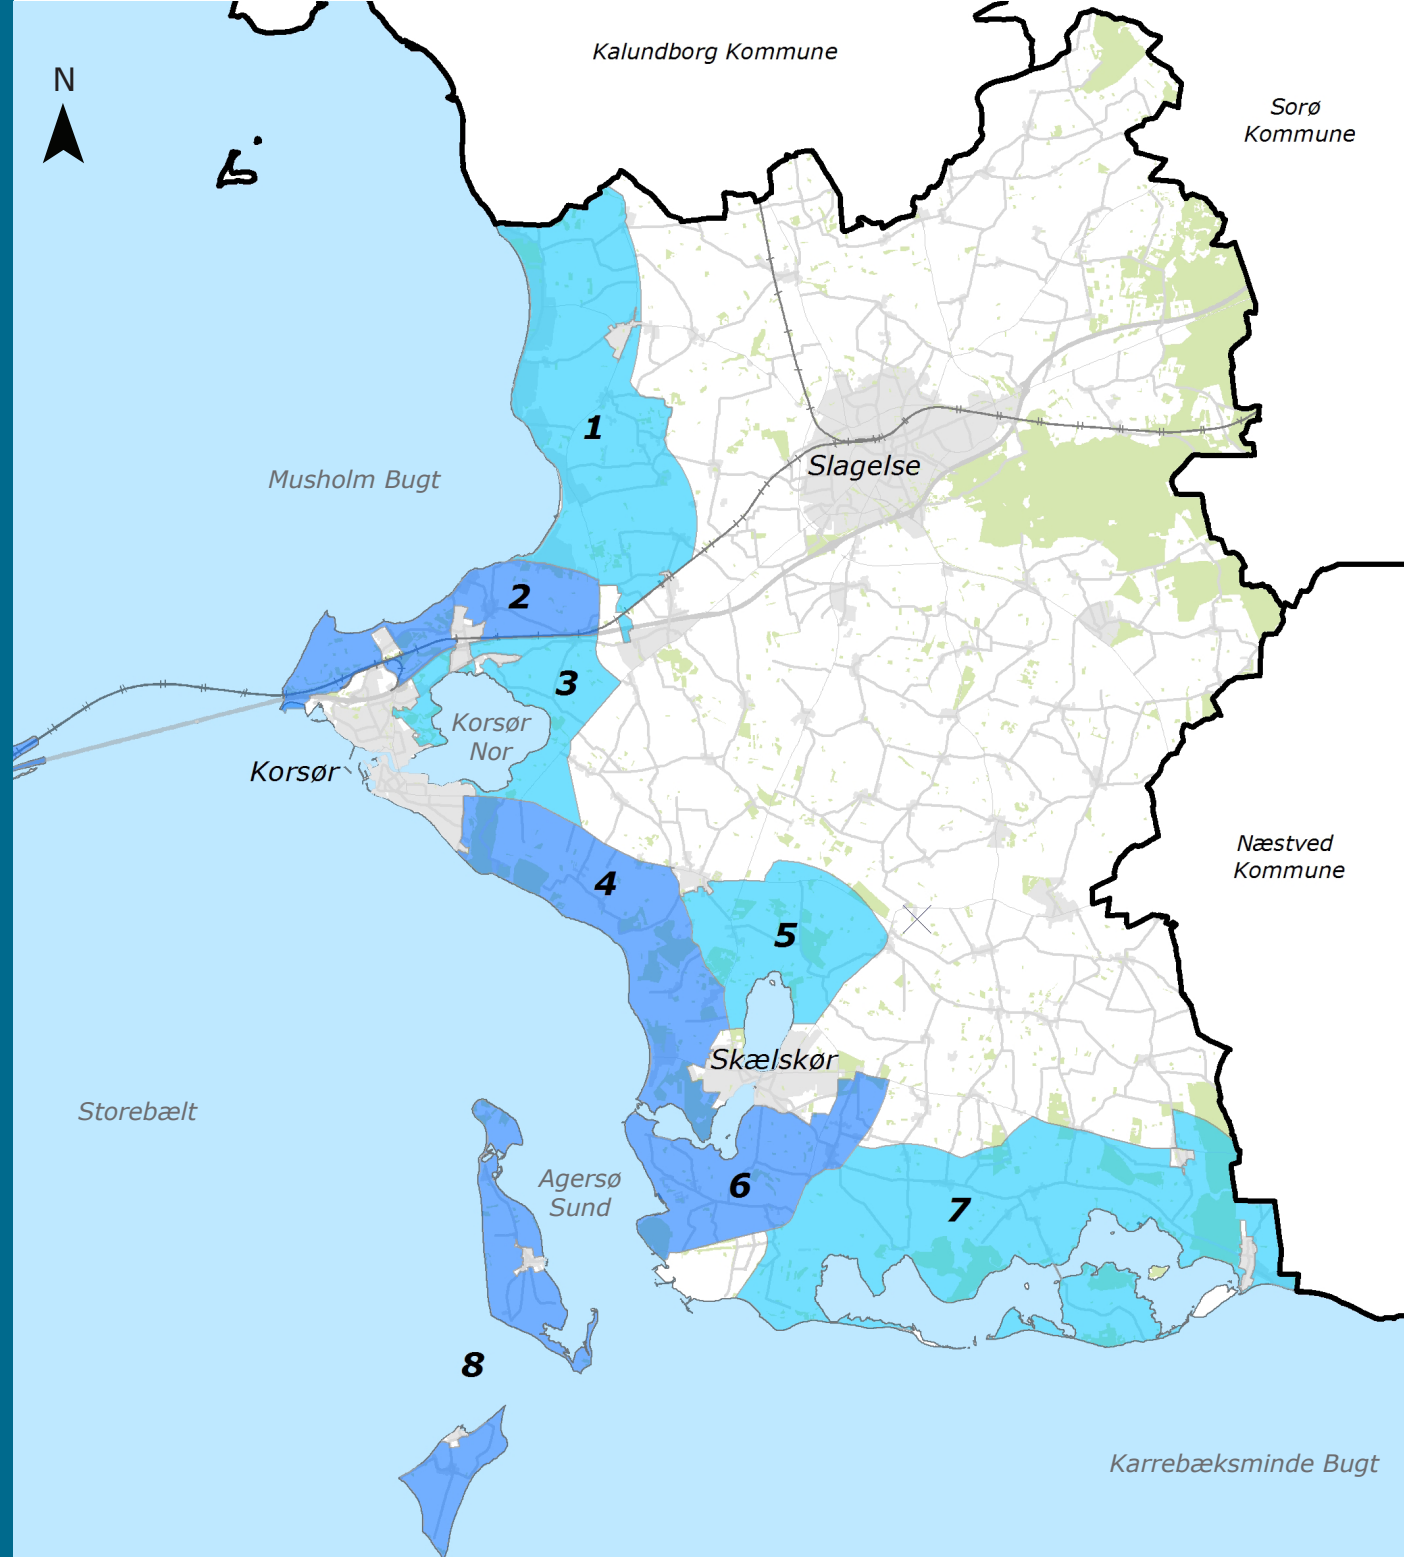 Kalundborg Kommune
N
Sorø
Kommune
1
Slagelse
Musholm Bugt
2
3
Korsør
Nor
Korsør
Næstved
Kommune
4
5
Skælskør
Storebælt
Agersø
Sund
6
7
8
Karrebæksminde Bugt